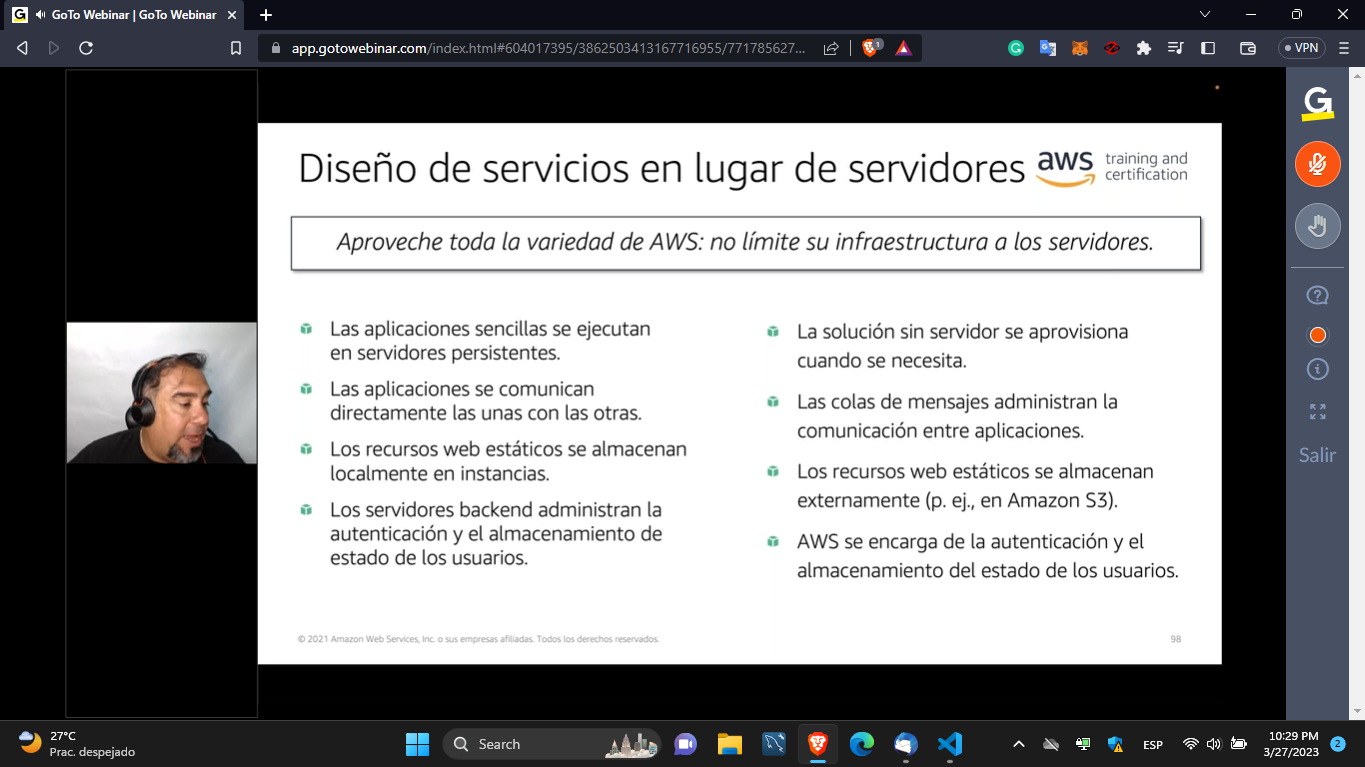 GoTo Webinar | GoTo Webinar
app.gotowebinar.com/index.html#604017395/3862503413167716955/771785627...
1
VPN
Diseño de servicios en lugar de servidores
aws training and
certification
Aproveche toda la variedad de AWS: no límite su infraestructura a los servidores.
Las aplicaciones sencillas se ejecutan
en servidores persistentes.
Las aplicaciones se comunican
directamente las unas con las otras.
Los recursos web estáticos se almacenan
localmente en instancias.
Los servidores backend administran la
autenticación y el almacenamiento de
estado de los usuarios.
La solución sin servidor se aprovisiona
cuando se necesita.
Las colas de mensajes administran la
comunicación entre aplicaciones.
Los recursos web estáticos se almacenan
externamente (p. ej., en Amazon S3).
AWS se encarga de la autenticación y el
almacenamiento del estado de los usuarios.
© 2021 Amazon Web Services, Inc. o sus empresas afiliadas. Todos los derechos reservados.
98
Salir
27°C
Prac. despejado
Search
ESP
10:29 PM
3/27/2023
2